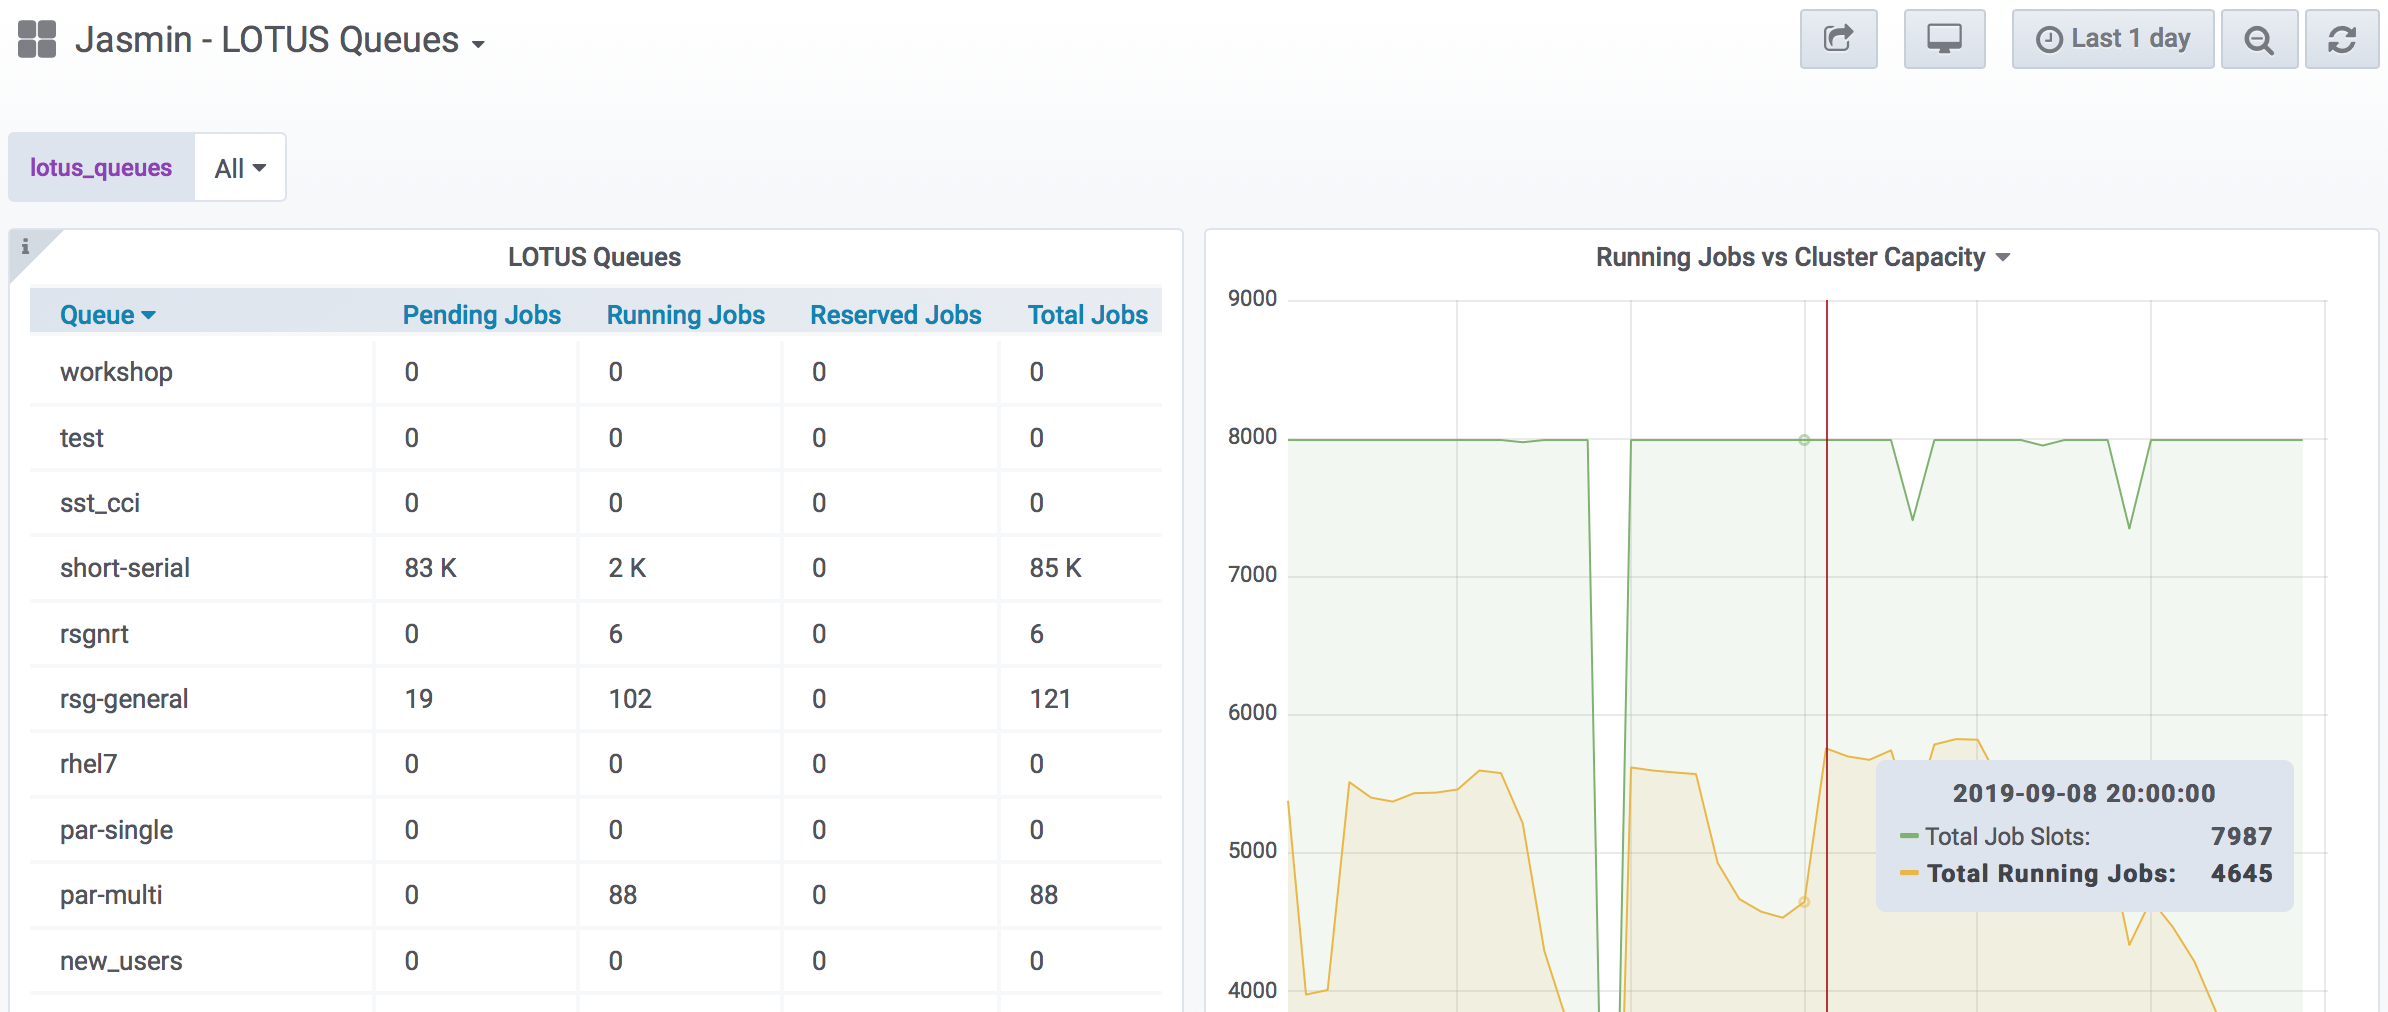 Jasmin - LOTUS Queues
Last 1 day
lotus_queues All
i
LOTUS Queues
Queue Pending Jobs Running Jobs Reserved Jobs Total Jobs
workshop 0 0 0 0
test 0 0 0 0
sst_cci 0 0 0 0
short-serial 83 K 2 K 0 85 K
rsgnrt 0 6 0 6
rsg-general 19 102 0 121
rhel7 0 0 0 0
par-single 0 0 0 0
par-multi 0 88 0 88
new_users 0 0 0 0
Running Jobs vs Cluster Capacity
9000
8000
7000
6000
5000
4000
2019-09-08 20:00:00
Total Job Slots: 7987
Total Running Jobs: 4645